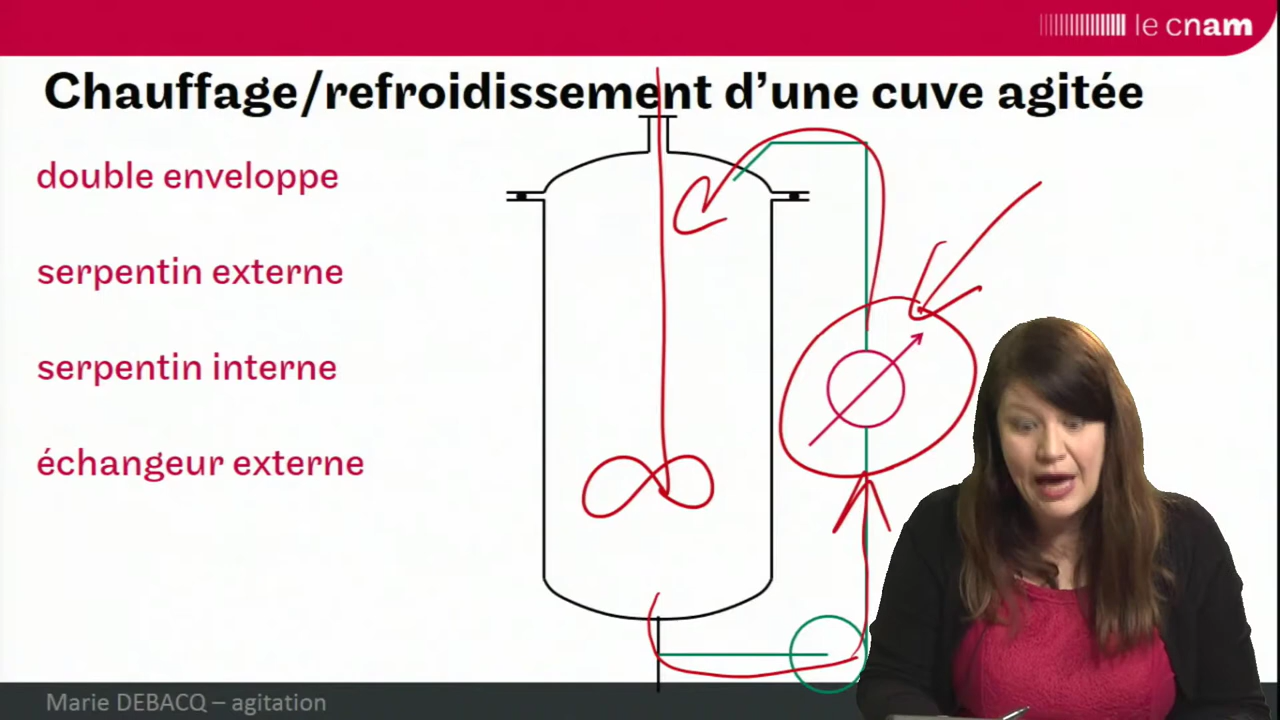 le cnam
Chauffage/refroidissement d’une cuve agitée
double enveloppe
serpentin externe
serpentin interne
échangeur externe
Marie DEBACQ – agitation